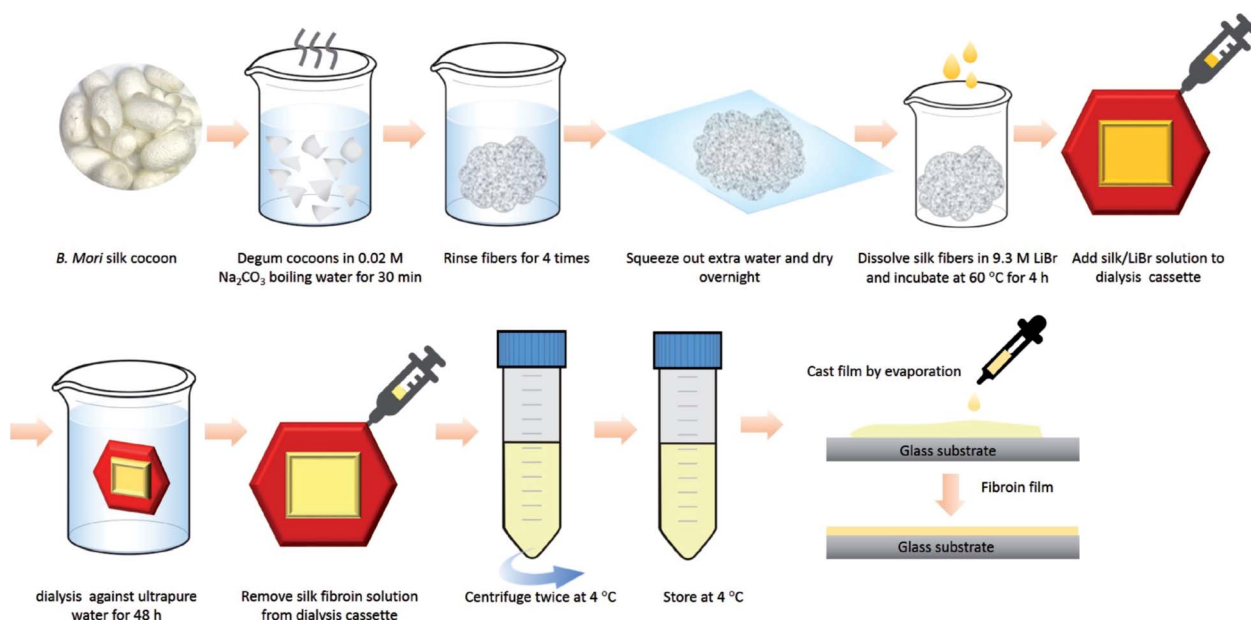 B. Mori silk cocoon
Degum cocoons in 0.02 M
Na₂CO₃ boiling water for 30 min
Rinse fibers for 4 times
Squeeze out extra water and dry
overnight
Dissolve silk fibers in 9.3 M LiBr
and incubate at 60 °C for 4 h
Add silk/LiBr solution to
dialysis cassette
dialysis against ultrapure
water for 48 h
Remove silk fibroin solution
from dialysis cassette
Centrifuge twice at 4 °C
Store at 4 °C
Cast film by evaporation
Glass substrate
Fibroin film
Glass substrate